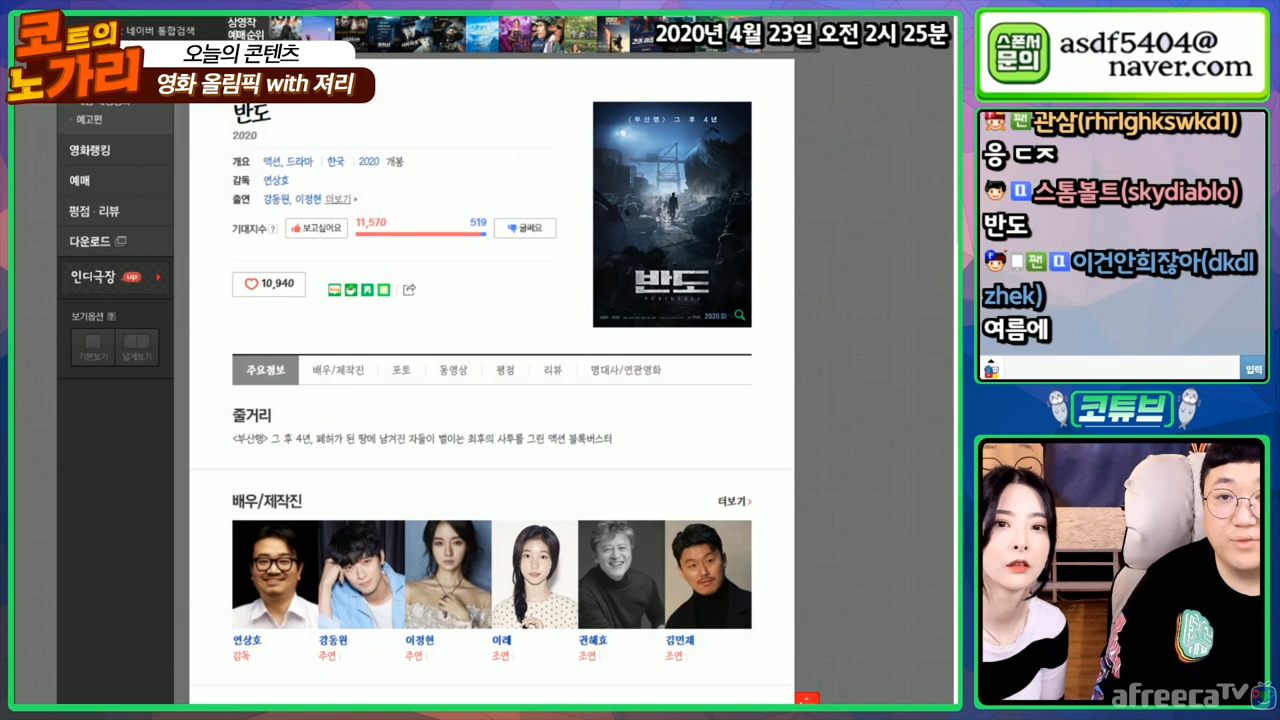 코트의
노가리
오늘의 콘텐츠
영화 올림픽 with 져리
네이버 통합검색
상영작
예매순위
2020년 4월 23일 오전 2시 25분
스폰서
문의
asdf5404@
naver.com
예고편
영화랭킹
예매
평점 · 리뷰
다운로드
인디극장 up
보기옵션 ?
기본보기 넓게보기
반도
2020
개요 액션, 드라마 한국 2020 개봉
감독 연상호
출연 강동원, 이정현 더보기
기대지수 ? 보고싶어요 11,570 519 글쎄요
10,940
<부산행> 그 후 4년
반도
PENINSULA
주요정보 배우/제작진 포토 동영상 평점 리뷰 명대사/연관영화
줄거리
<부산행> 그 후 4년, 폐허가 된 땅에 남겨진 자들이 벌이는 최후의 사투를 그린 액션 블록버스터
배우/제작진 더보기
연상호 강동원 이정현 이레 권해효 김민재
감독 주연 주연 조연 조연 조연
팬 관삼(rhrlghkswkd1)
응 ㄷㅈ
스톰볼트(skydiablo)
반도
팬 이건안희잖아(dkdl
zhek)
여름에
입력
코튜브
afreecaTV